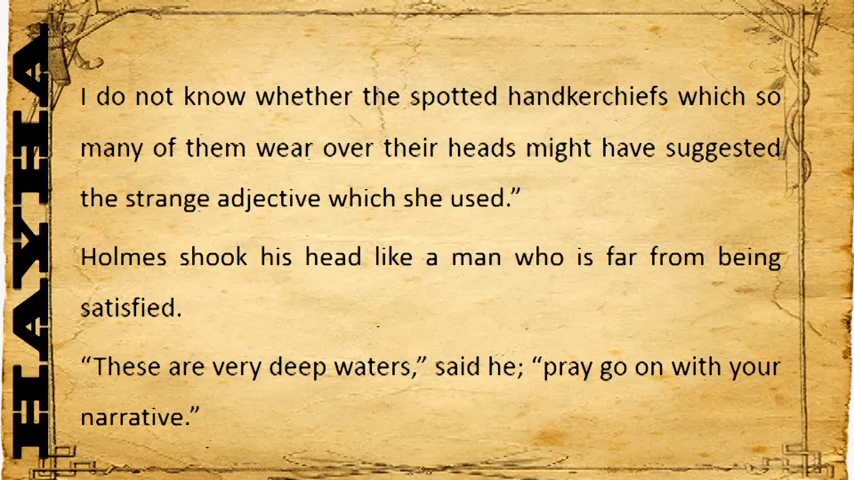 I do not know whether the spotted handkerchiefs which so
many of them wear over their heads might have suggested
the strange adjective which she used.”
Holmes shook his head like a man who is far from being
satisfied.
“These are very deep waters,” said he; “pray go on with your
narrative.”
HAYHA